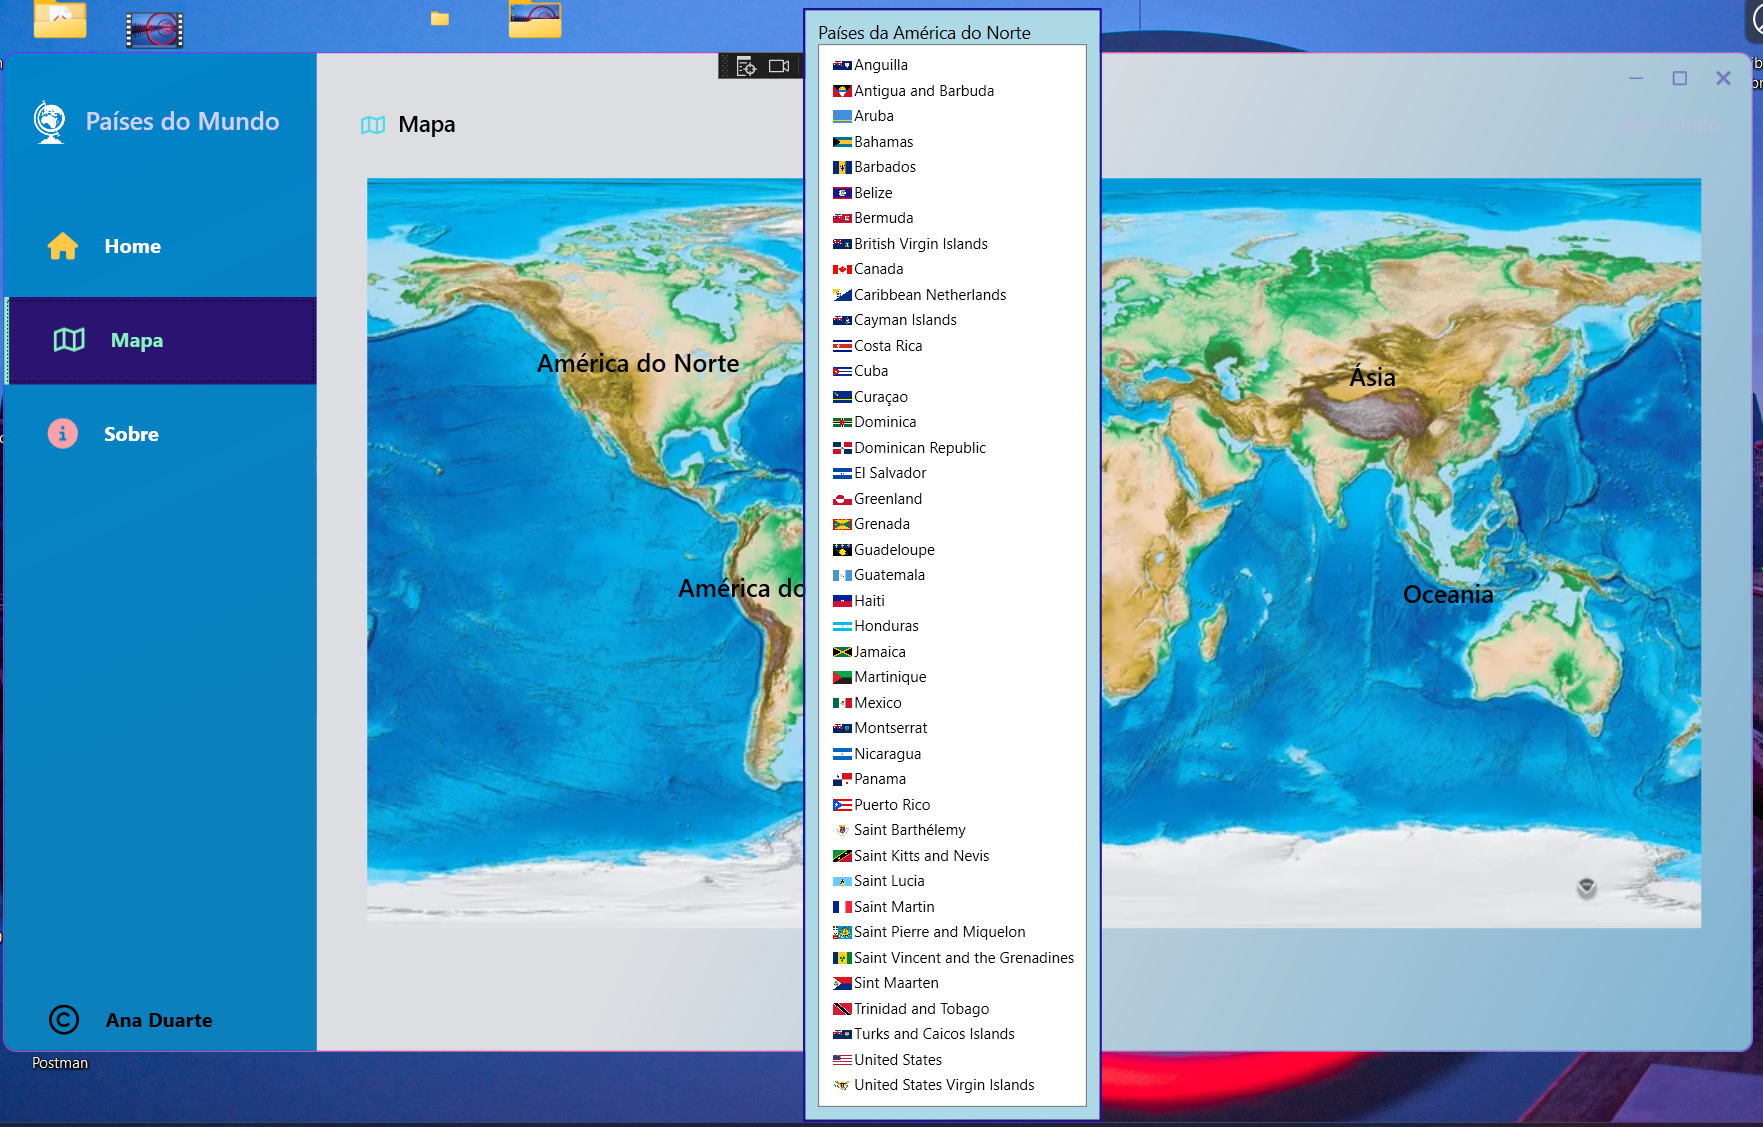 Países do Mundo
Home
Mapa
Sobre
Ana Duarte
Postman
Mapa
América do Norte
América do
Ásia
Oceania
Países da América do Norte
Anguilla
Antigua and Barbuda
Aruba
Bahamas
Barbados
Belize
Bermuda
British Virgin Islands
Canada
Caribbean Netherlands
Cayman Islands
Costa Rica
Cuba
Curaçao
Dominica
Dominican Republic
El Salvador
Greenland
Grenada
Guadeloupe
Guatemala
Haiti
Honduras
Jamaica
Martinique
Mexico
Montserrat
Nicaragua
Panama
Puerto Rico
Saint Barthélemy
Saint Kitts and Nevis
Saint Lucia
Saint Martin
Saint Pierre and Miquelon
Saint Vincent and the Grenadines
Sint Maarten
Trinidad and Tobago
Turks and Caicos Islands
United States
United States Virgin Islands